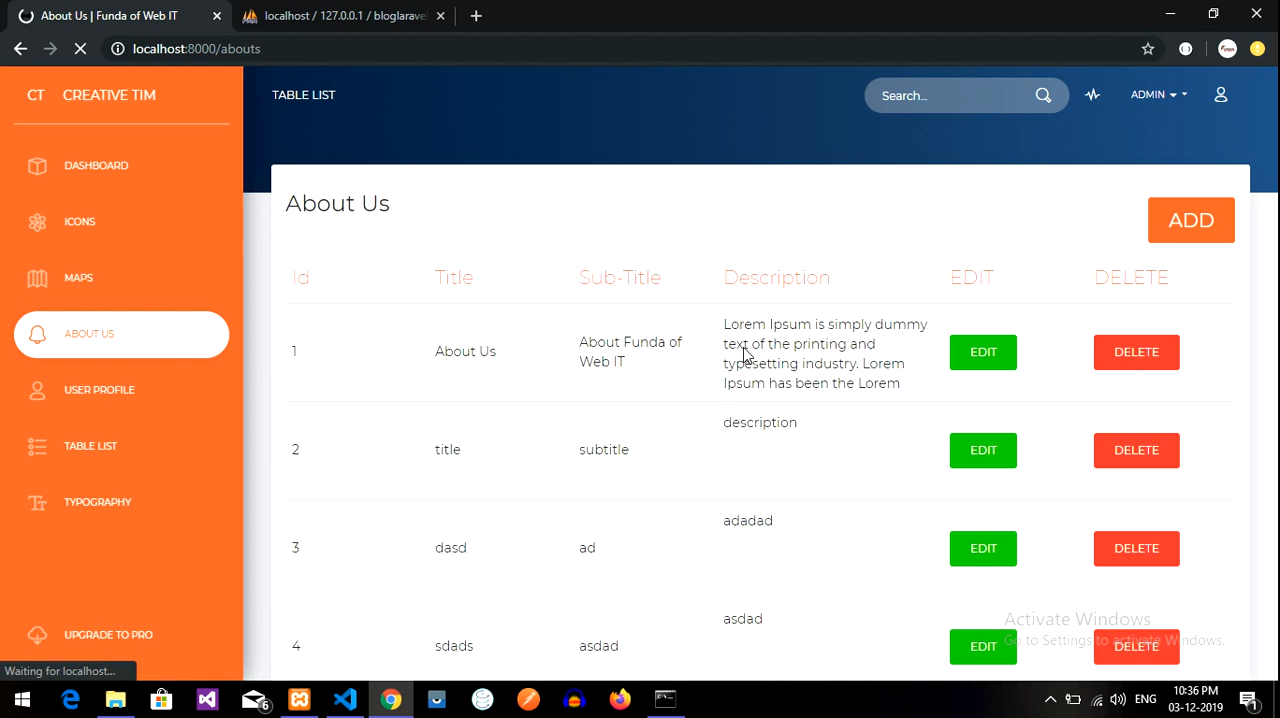 About Us | Funda of Web IT
localhost / 127.0.0.1 / bloglaravel
localhost:8000/abouts
CT CREATIVE TIM
TABLE LIST
Search...
ADMIN
DASHBOARD
ICONS
MAPS
ABOUT US
USER PROFILE
TABLE LIST
TYPOGRAPHY
UPGRADE TO PRO
About Us
ADD
Id Title Sub-Title Description EDIT DELETE
1 About Us About Funda of
Web IT
Lorem Ipsum is simply dummy
text of the printing and
typesetting industry. Lorem
Ipsum has been the Lorem
EDIT DELETE
2 title subtitle description EDIT DELETE
3 dasd ad adadad EDIT DELETE
4 sdads asdad asdad EDIT DELETE
Activate Windows
Go to Settings to activate Windows.
Waiting for localhost...
6
ENG
10:36 PM
03-12-2019
1